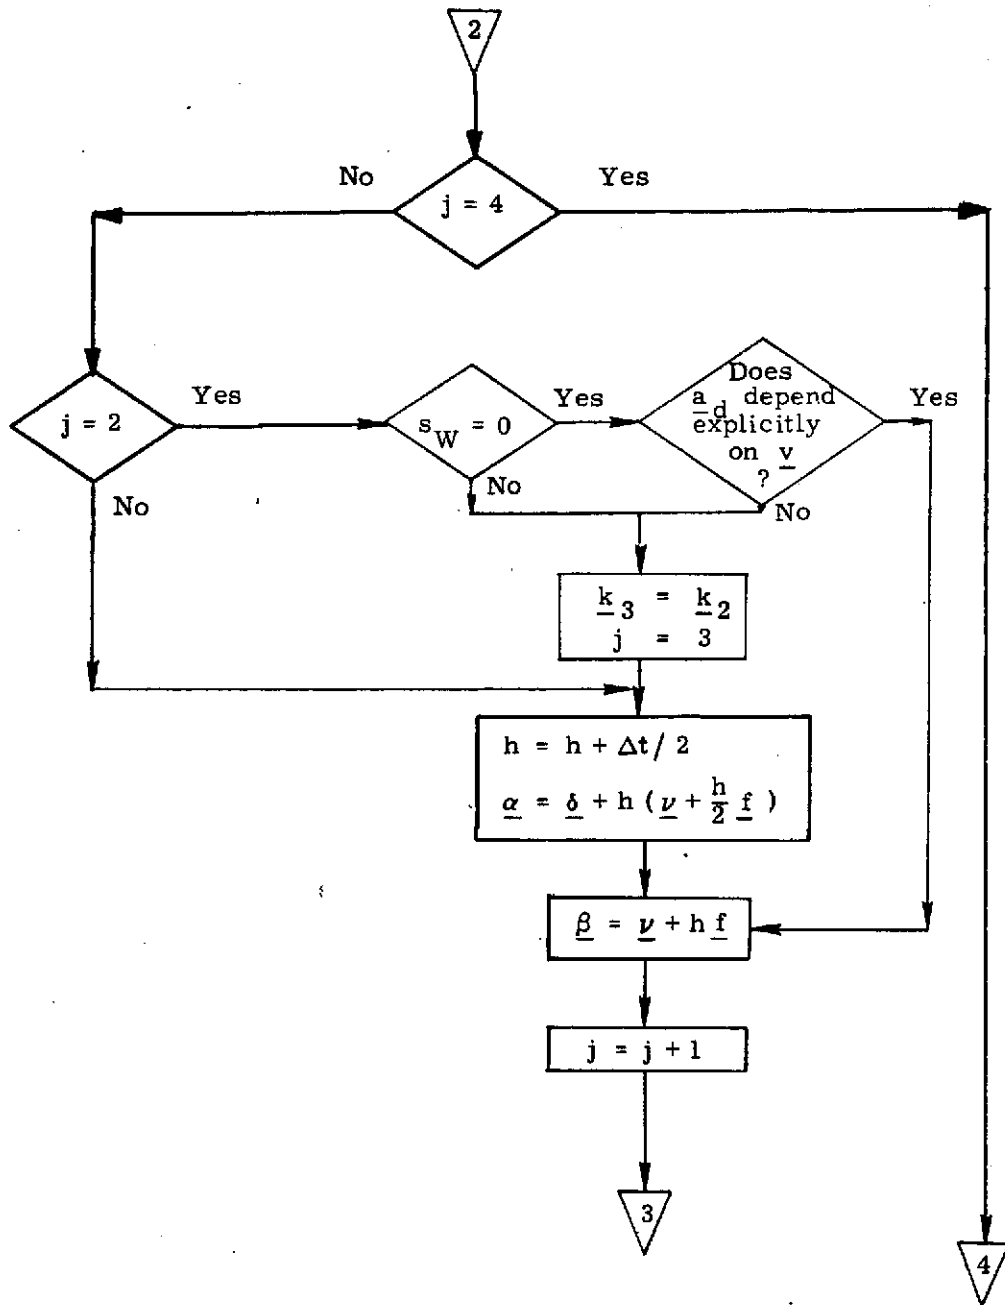 2
No
Yes
j = 4
j = 2
Yes
s_W = 0
Yes
Does
a_d depend
explicitly
on v
?
Yes
No
No
No
k_3 = k_2
j = 3
h = h + Δt/ 2
α = δ + h ( ν + h/2 f )
β = ν + h f
j = j + 1
3
4